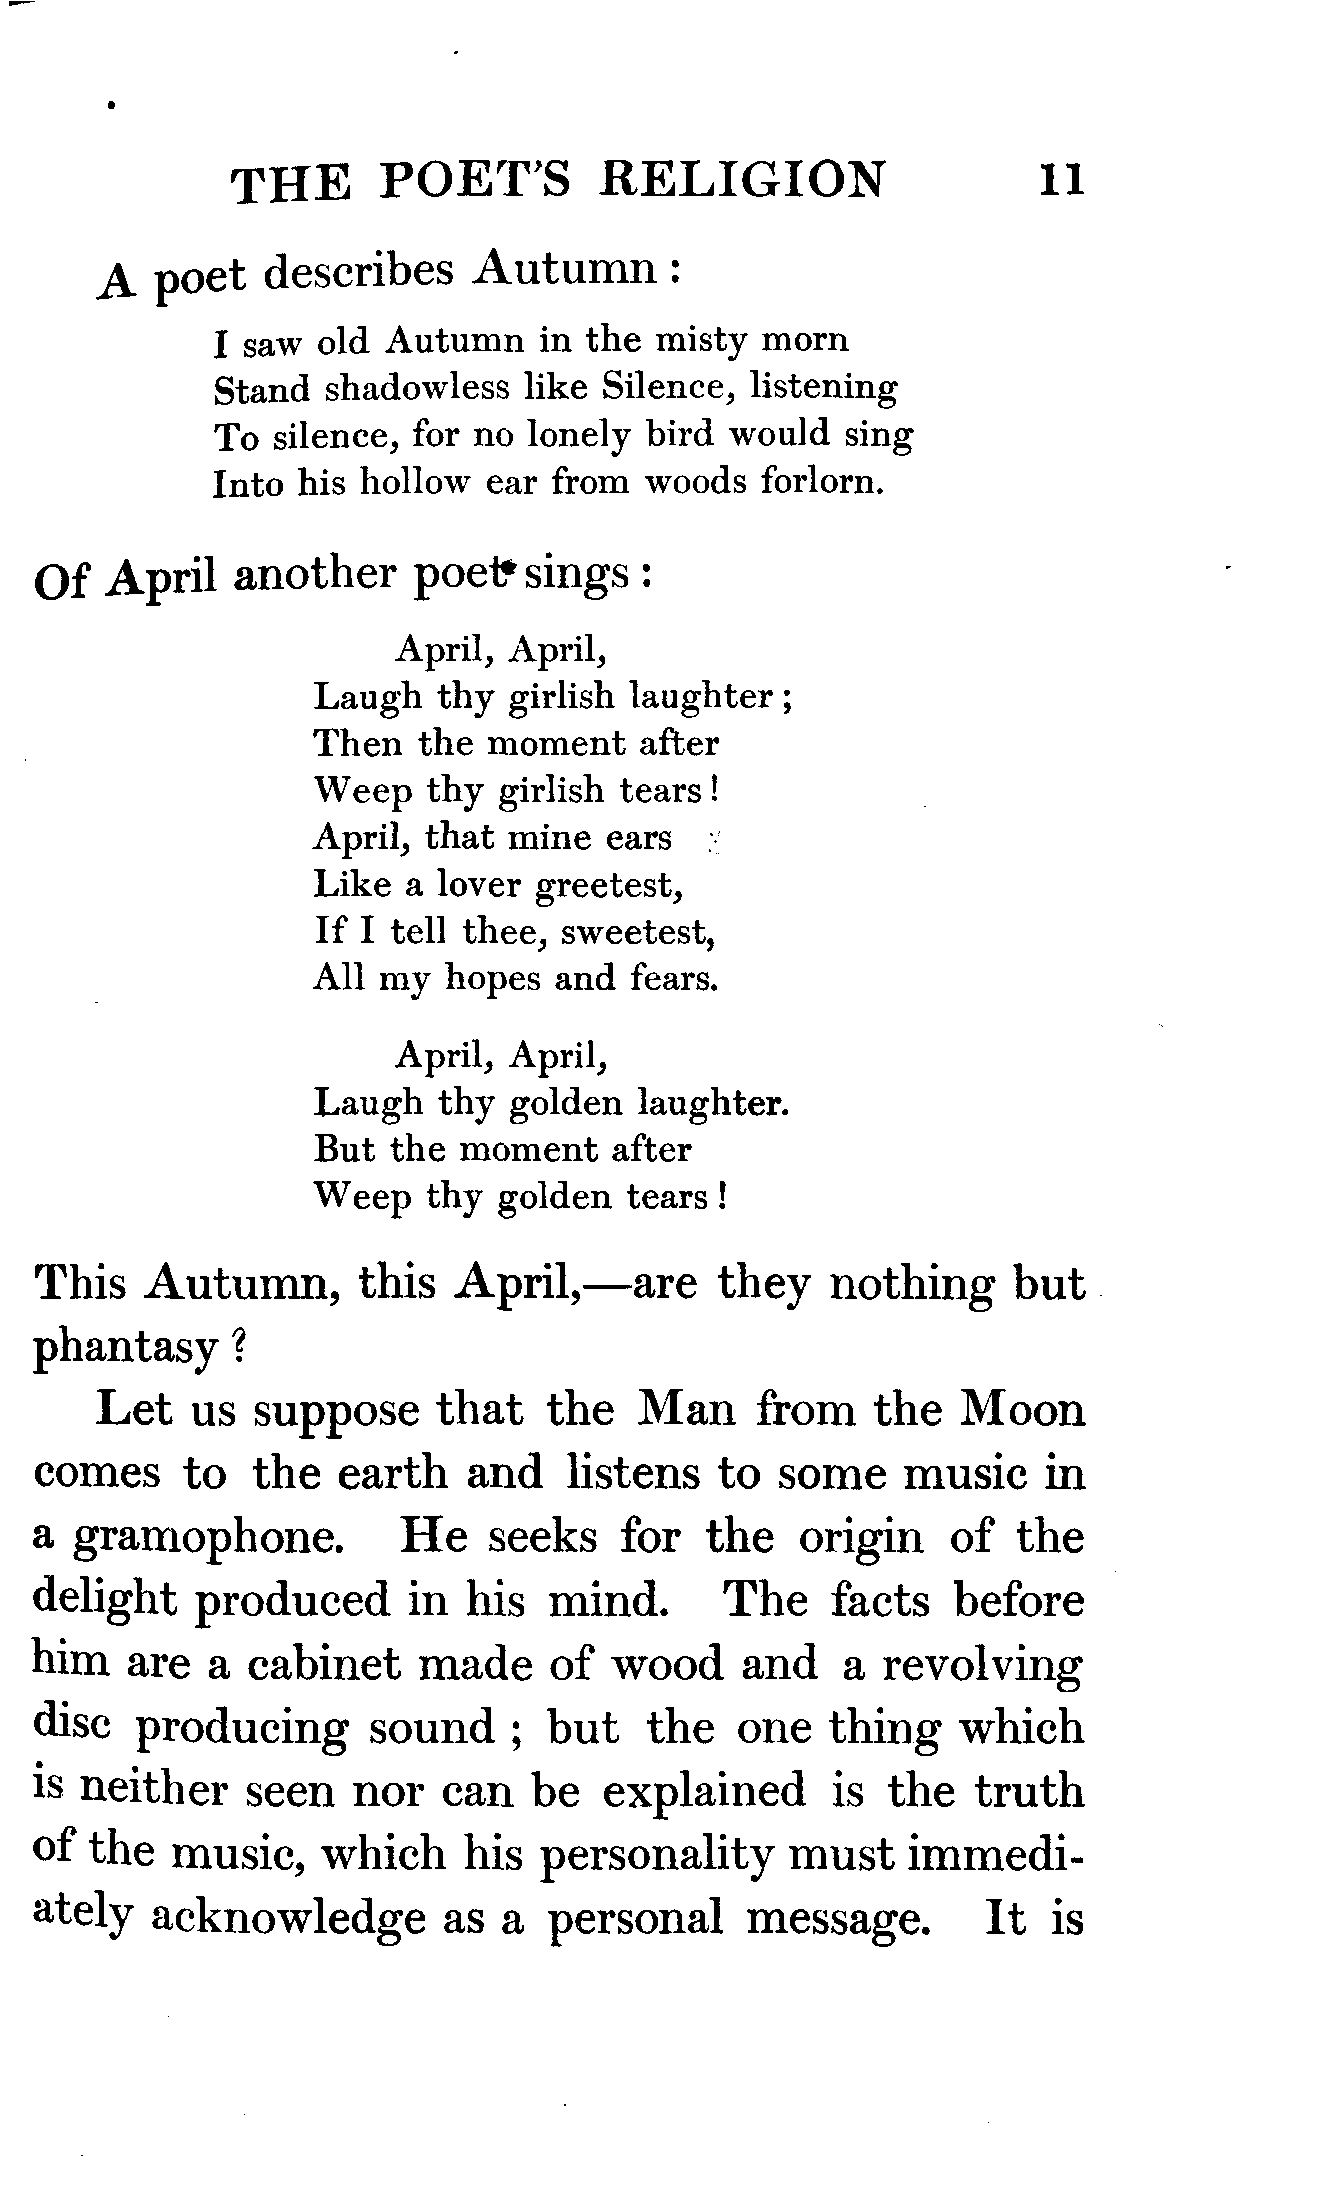 THE POET'S RELIGION 11
A poet describes Autumn :
I saw old Autumn in the misty morn
Stand shadowless like Silence, listening
To silence, for no lonely bird would sing
Into his hollow ear from woods forlorn.
Of April another poet sings :
April, April,
Laugh thy girlish laughter ;
Then the moment after
Weep thy girlish tears !
April, that mine ears
Like a lover greetest,
If I tell thee, sweetest,
All my hopes and fears.
April, April,
Laugh thy golden laughter.
But the moment after
Weep thy golden tears !
This Autumn, this April,—are they nothing but
phantasy ?
Let us suppose that the Man from the Moon
comes to the earth and listens to some music in
a gramophone. He seeks for the origin of the
delight produced in his mind. The facts before
him are a cabinet made of wood and a revolving
disc producing sound ; but the one thing which
is neither seen nor can be explained is the truth
of the music, which his personality must immedi-
ately acknowledge as a personal message. It is